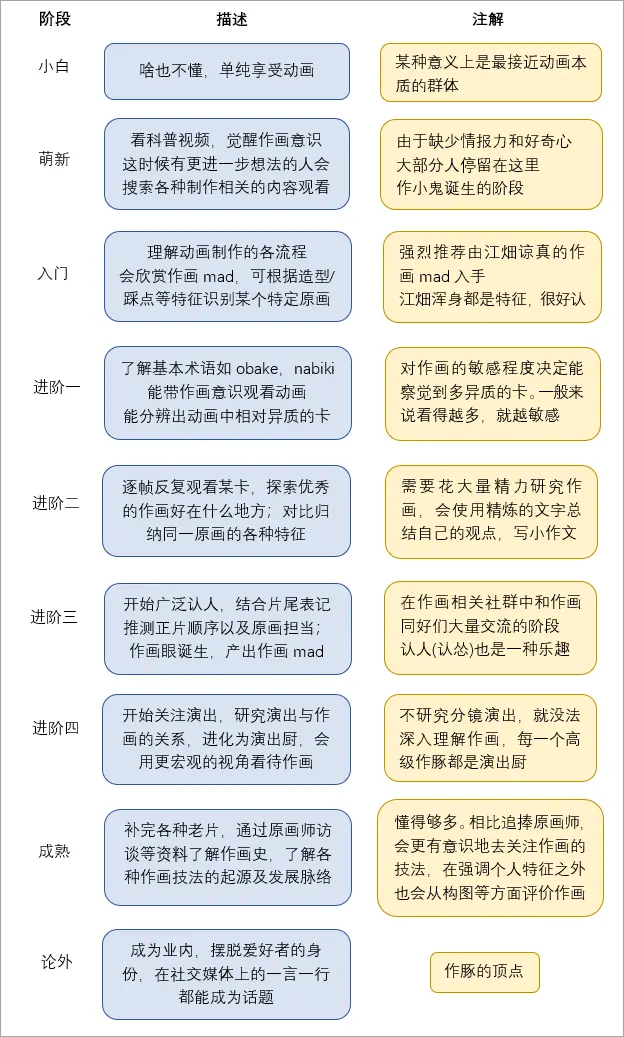 阶段 描述 注解
小白
啥也不懂，单纯享受动画
某种意义上是最接近动画本
质的群体
萌新
看科普视频，觉醒作画意识
这时候有更进一步想法的人会
搜索各种制作相关的内容观看
由于缺少情报力和好奇心
大部分人停留在这里
作小鬼诞生的阶段
入门
理解动画制作的各流程
会欣赏作画 mad，可根据造型/
踩点等特征识别某个特定原画
强烈推荐由江畑谅真的作
画 mad 入手
江畑浑身都是特征，很好认
进阶一
了解基本术语如 obake，nabiki
能带作画意识观看动画
能分辨出动画中相对异质的卡
对作画的敏感程度决定能
察觉到多异质的卡。一般来
说看得越多，就越敏感
进阶二
逐帧反复观看某卡，探索优秀
的作画好在什么地方；对比归
纳同一原画的各种特征
需要花大量精力研究作
画，会使用精炼的文字总
结自己的观点，写小作文
进阶三
开始广泛认人，结合片尾表记
推测正片顺序以及原画担当；
作画眼诞生，产出作画 mad
在作画相关社群中和作画
同好们大量交流的阶段
认人(认怂)也是一种乐趣
进阶四
开始关注演出，研究演出与作
画的关系，进化为演出厨，会
用更宏观的视角看待作画
不研究分镜演出，就没法
深入理解作画，每一个高
级作豚都是演出厨
成熟
补完各种老片，通过原画师访
谈等资料了解作画史，了解各
种作画技法的起源及发展脉络
懂得够多。相比追捧原画师，
会更有意识地去关注作画的
技法，在强调个人特征之外
也会从构图等方面评价作画
论外
成为业内，摆脱爱好者的身
份，在社交媒体上的一言一行
都能成为话题
作豚的顶点